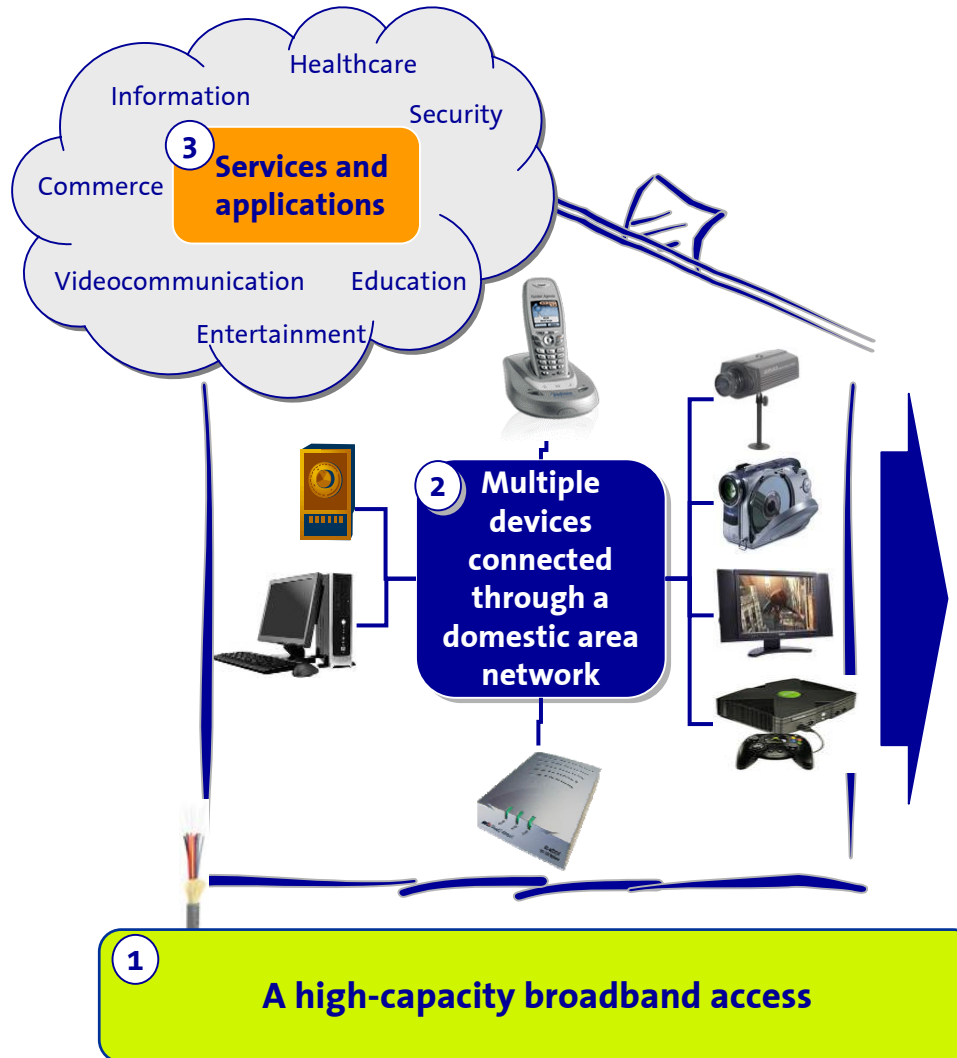 Healthcare
Information
Security
3
Services and
applications
Commerce
Videocommunication
Education
Entertainment
2
Multiple
devices
connected
through a
domestic area
network
1
A high-capacity broadband access